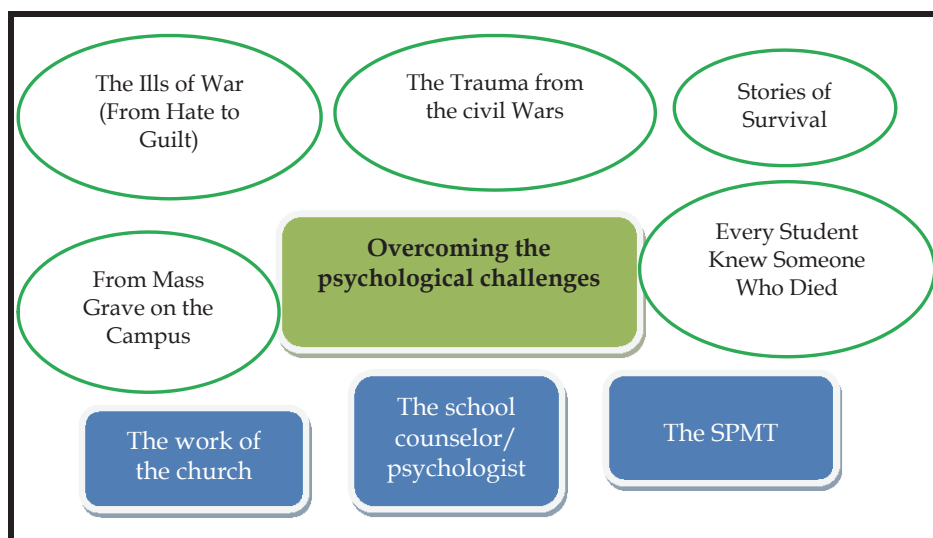 The Ills of War
(From Hate to
Guilt)
The Trauma from
the civil Wars
Stories of
Survival
Overcoming the
psychological challenges
Every Student
Knew Someone
Who Died
From Mass
Grave on the
Campus
The work of
the church
The school
counselor/
psychologist
The SPMT